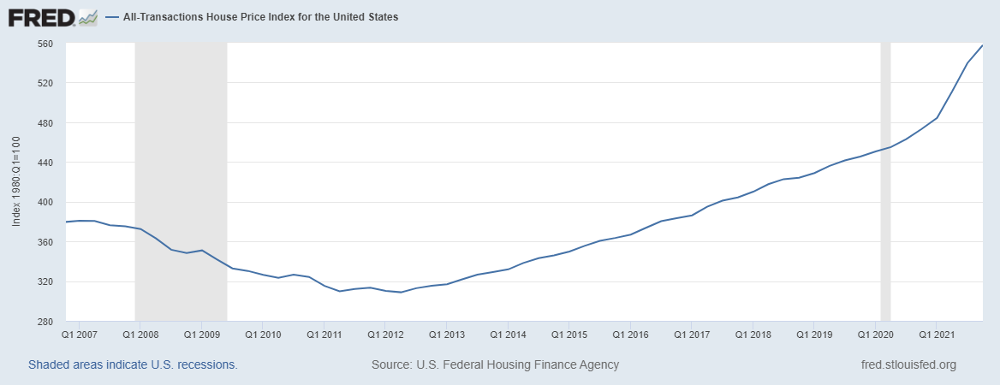 FRED All-Transactions House Price Index for the United States
560
520
480
440
400
360
320
280
Index 1980:Q1=100
Q1 2007 Q1 2008 Q1 2009 Q1 2010 Q1 2011 Q1 2012 Q1 2013 Q1 2014 Q1 2015 Q1 2016 Q1 2017 Q1 2018 Q1 2019 Q1 2020 Q1 2021
Shaded areas indicate U.S. recessions. Source: U.S. Federal Housing Finance Agency fred.stlouisfed.org